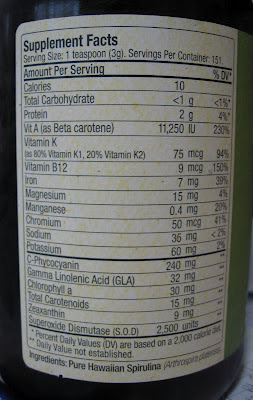 Supplement Facts
Serving Size: 1 teaspoon (3g). Servings Per Container: 151
Amount Per Serving % DV*
Calories 10
Total Carbohydrate <1 g <1%*
Protein 2 g 4%*
Vit A (as Beta carotene) 11,250 IU 230%
Vitamin K
(as 80% Vitamin K1, 20% Vitamin K2) 75 mcg 94%
Vitamin B12 9 mcg 150%
Iron 7 mg 39%
Magnesium 15 mg 4%
Manganese 0.4 mg 20%
Chromium 50 mcg 41%
Sodium 35 mg < 2%
Potassium 60 mg 2%
C-Phycocyanin 240 mg **
Gamma Linolenic Acid (GLA) 32 mg **
Chlorophyll a 30 mg **
Total Carotenoids 15 mg **
Zeaxanthin 9 mg **
Superoxide Dismutase (S.O.D) 2,500 units **
* Percent Daily Values (DV) are based on a 2,000 calorie diet.
** Daily Value not established.
Ingredients: Pure Hawaiian Spirulina (Arthrospira platensis).